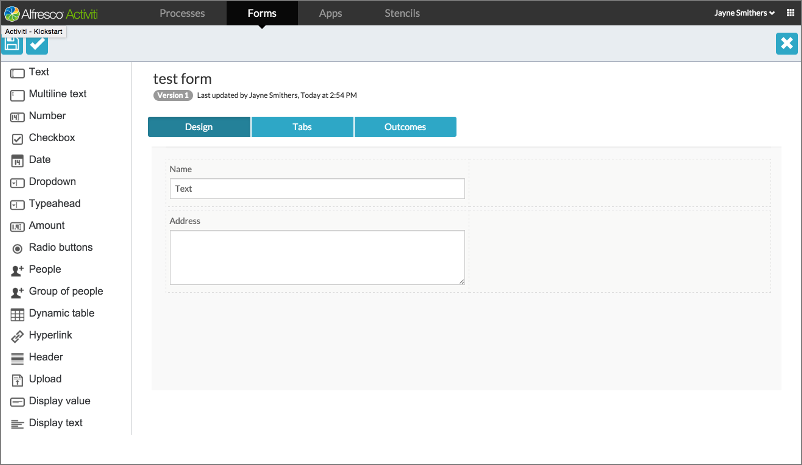 Alfresco Activiti Processes Forms Apps Stencils Jayne Smithers
Activiti - Kickstart
Text
Multiline text
Number
Checkbox
Date
Dropdown
Typeahead
Amount
Radio buttons
People
Group of people
Dynamic table
Hyperlink
Header
Upload
Display value
Display text
test form
Version 1 Last updated by Jayne Smithers, Today at 2:54 PM
Design Tabs Outcomes
Name
Text
Address